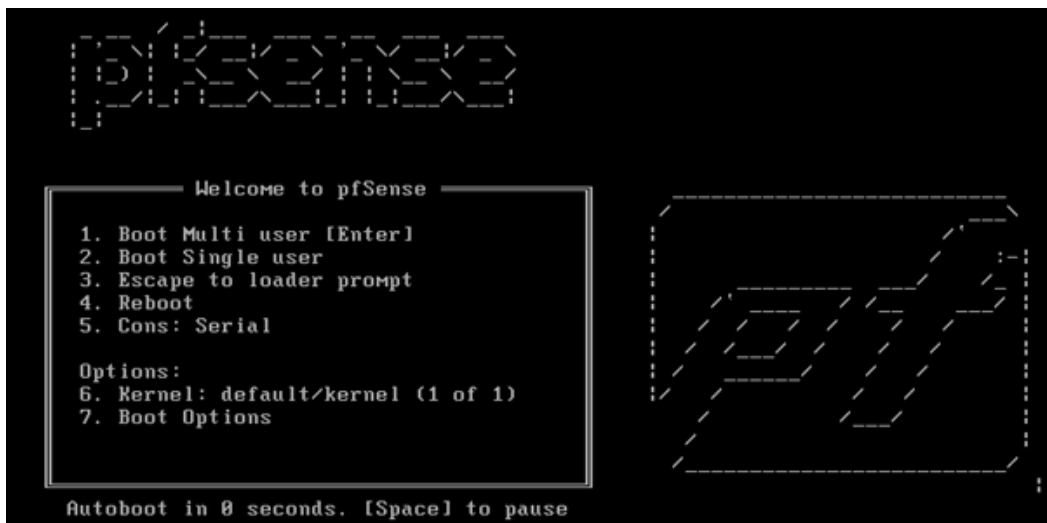 pfSense
Welcome to pfSense
1. Boot Multi user [Enter]
2. Boot Single user
3. Escape to loader prompt
4. Reboot
5. Cons: Serial
Options:
6. Kernel: default/kernel (1 of 1)
7. Boot Options
pf
Autoboot in 0 seconds. [Space] to pause